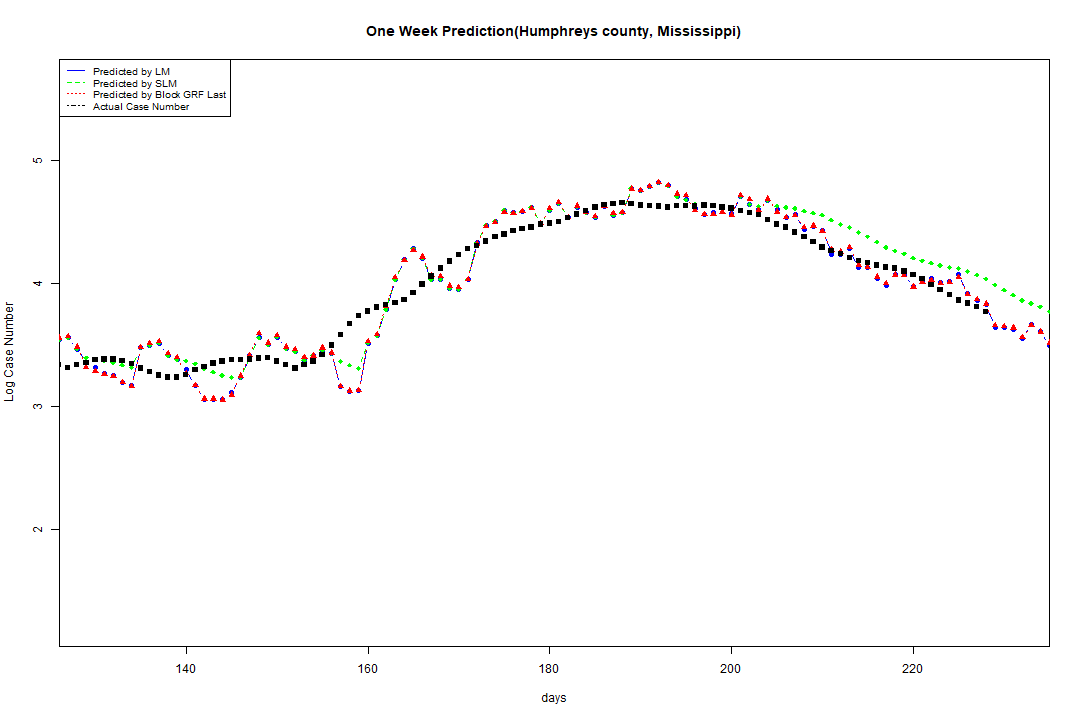 One Week Prediction(Humphreys county, Mississippi)
Predicted by LM
Predicted by SLM
Predicted by Block GRF Last
Actual Case Number
5
4
3
2
Log Case Number
140 160 180 200 220
days